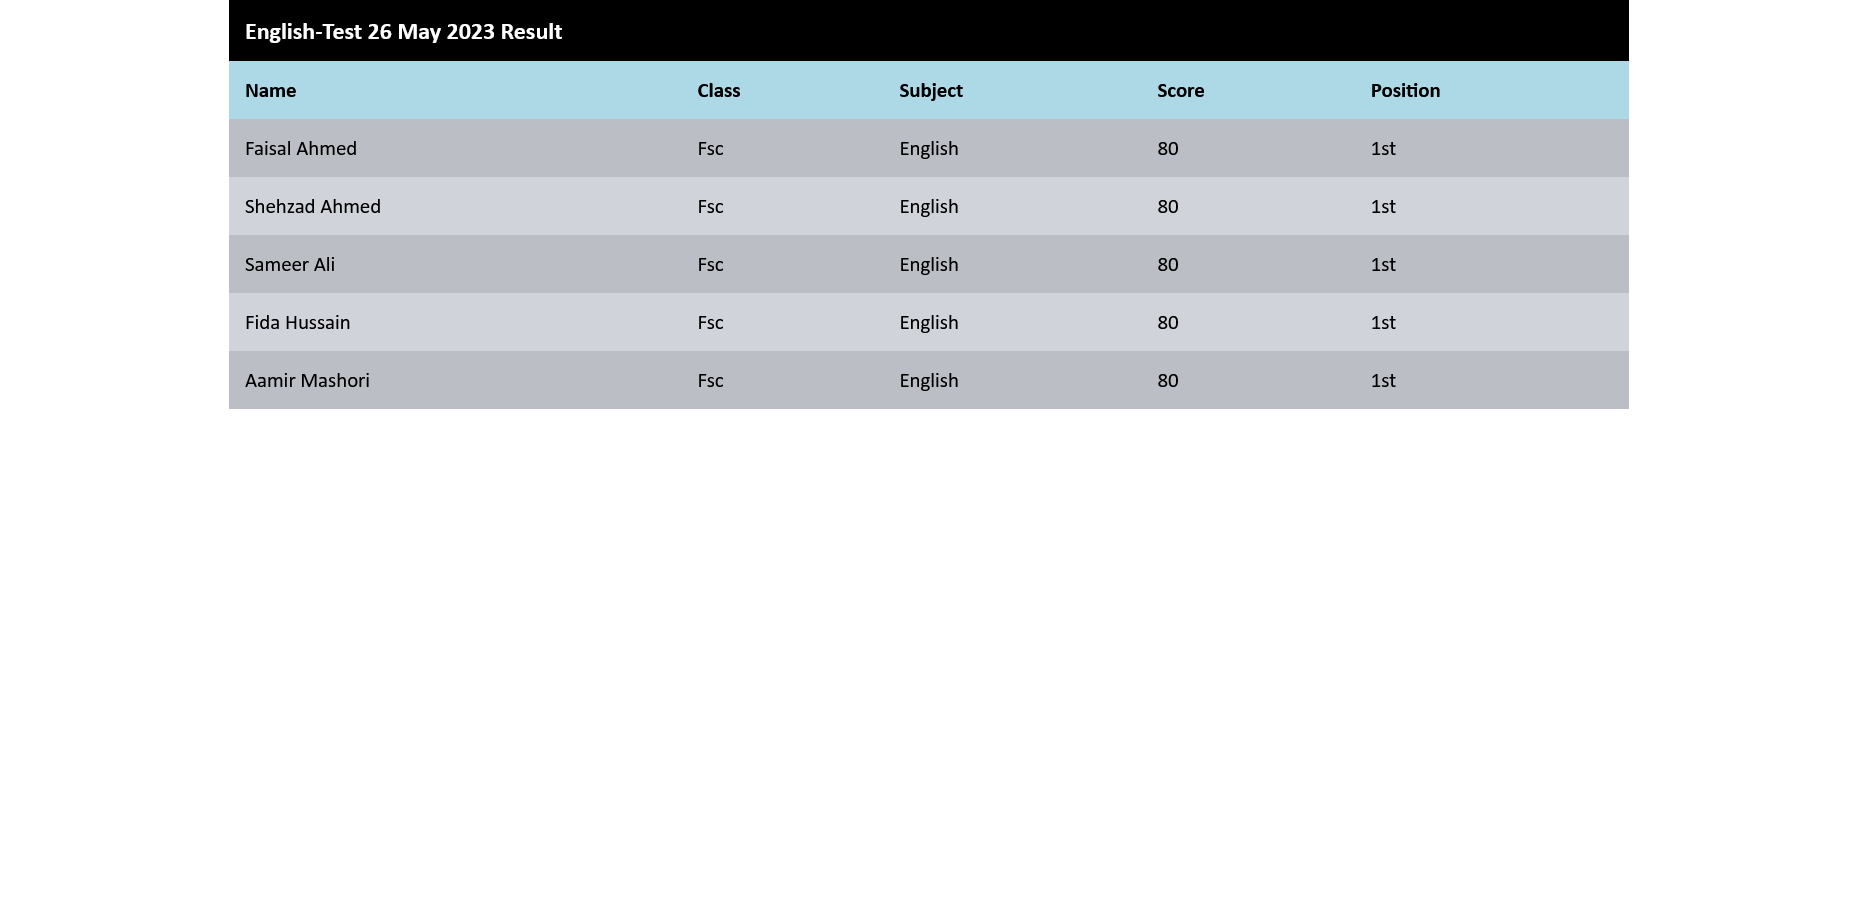 English-Test 26 May 2023 Result
Name Class Subject Score Position
Faisal Ahmed Fsc English 80 1st
Shehzad Ahmed Fsc English 80 1st
Sameer Ali Fsc English 80 1st
Fida Hussain Fsc English 80 1st
Aamir Mashori Fsc English 80 1st